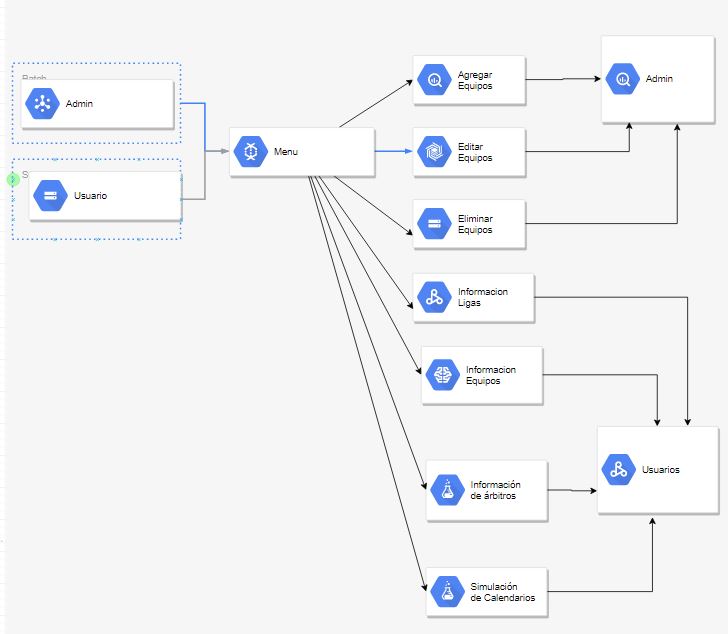 Batch
Admin
S
Usuario
Menu
Agregar
Equipos
Editar
Equipos
Eliminar
Equipos
Informacion
Ligas
Informacion
Equipos
Información
de árbitros
Simulación
de Calendarios
Admin
Usuarios